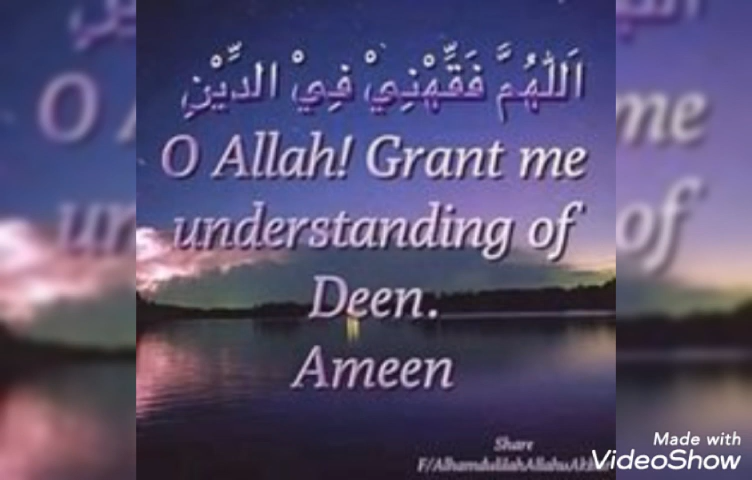 اَللّٰهُمَّ فَقِّهْنِيْ فِيْ الدِّيْنِ
O Allah! Grant me
understanding of
Deen.
Ameen
Share
Made with
VideoShow